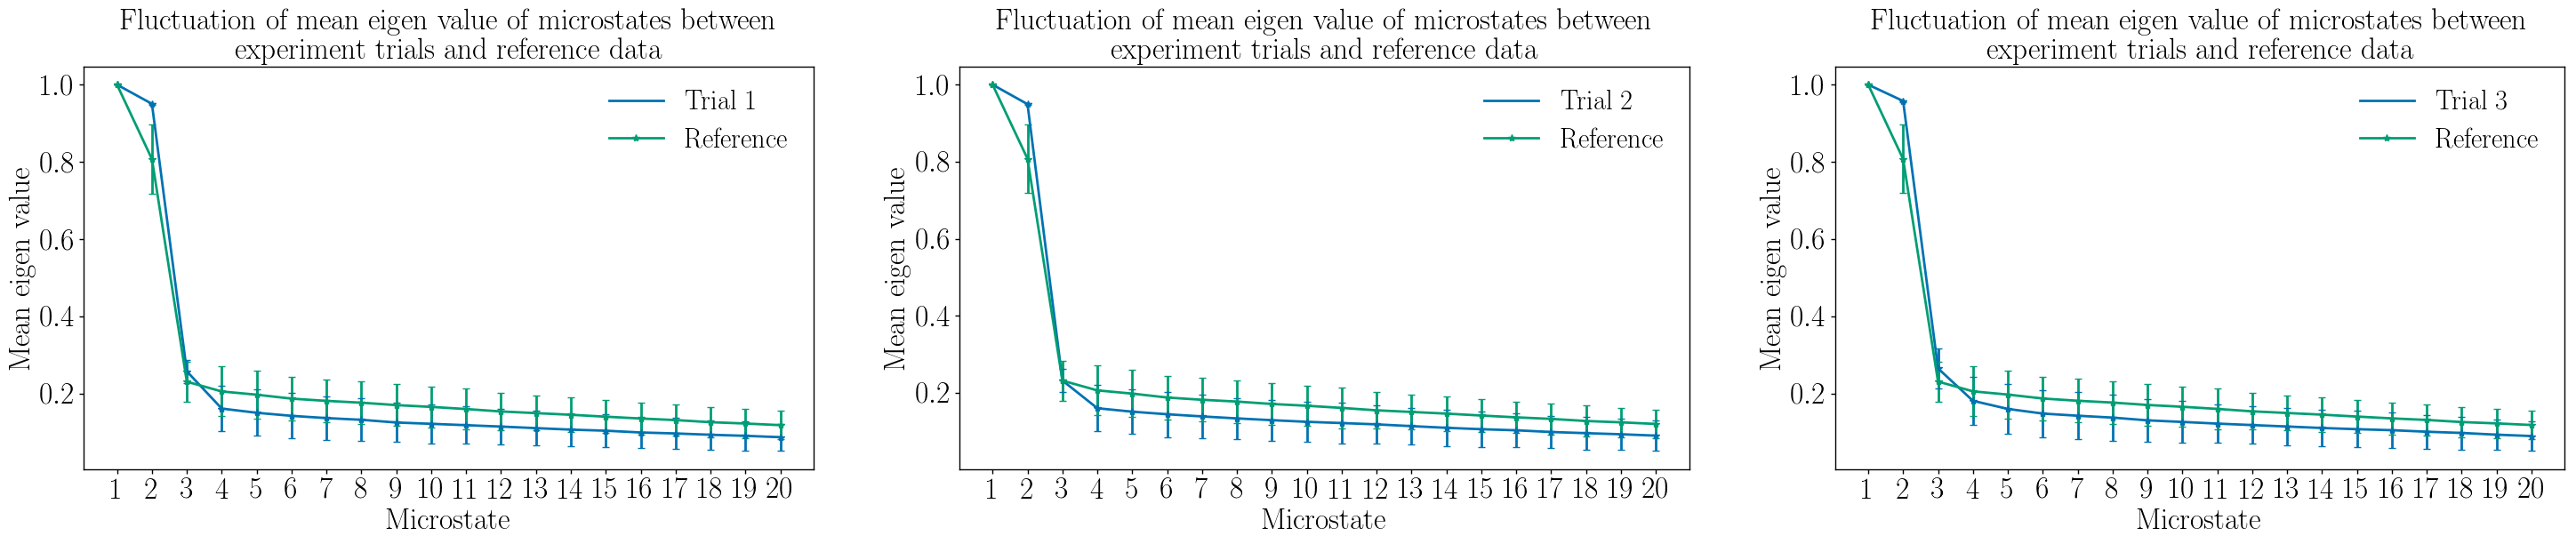 Fluctuation of mean eigen value of microstates between
experiment trials and reference data
Mean eigen value
1.0
0.8
0.6
0.4
0.2
Trial 1
Reference
1 2 3 4 5 6 7 8 9 10 11 12 13 14 15 16 17 18 19 20
Microstate
Fluctuation of mean eigen value of microstates between
experiment trials and reference data
Mean eigen value
1.0
0.8
0.6
0.4
0.2
Trial 2
Reference
1 2 3 4 5 6 7 8 9 10 11 12 13 14 15 16 17 18 19 20
Microstate
Fluctuation of mean eigen value of microstates between
experiment trials and reference data
Mean eigen value
1.0
0.8
0.6
0.4
0.2
Trial 3
Reference
1 2 3 4 5 6 7 8 9 10 11 12 13 14 15 16 17 18 19 20
Microstate